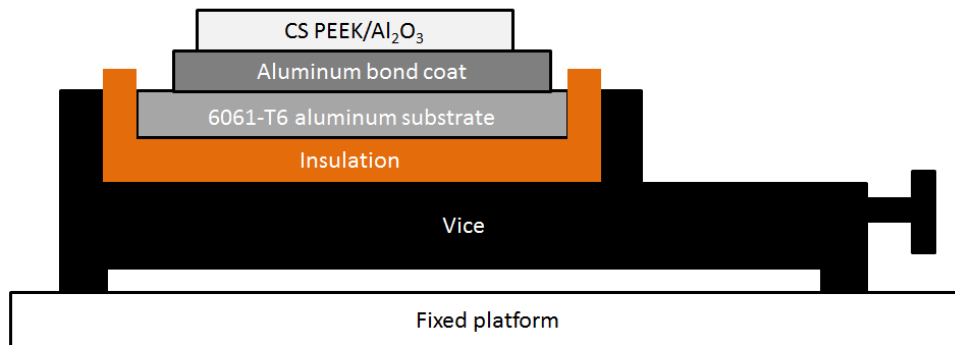 CS PEEK/Al₂O₃
Aluminum bond coat
6061-T6 aluminum substrate
Insulation
Vice
Fixed platform